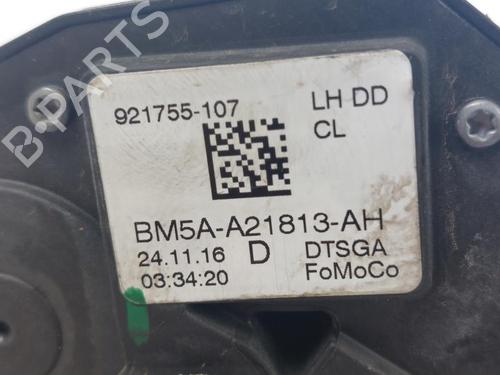 921755-107 LH DD
CL
BM5A-A21813-AH
24.11.16 D DTSGA
03:34:20 FoMoCo
B-PARTS